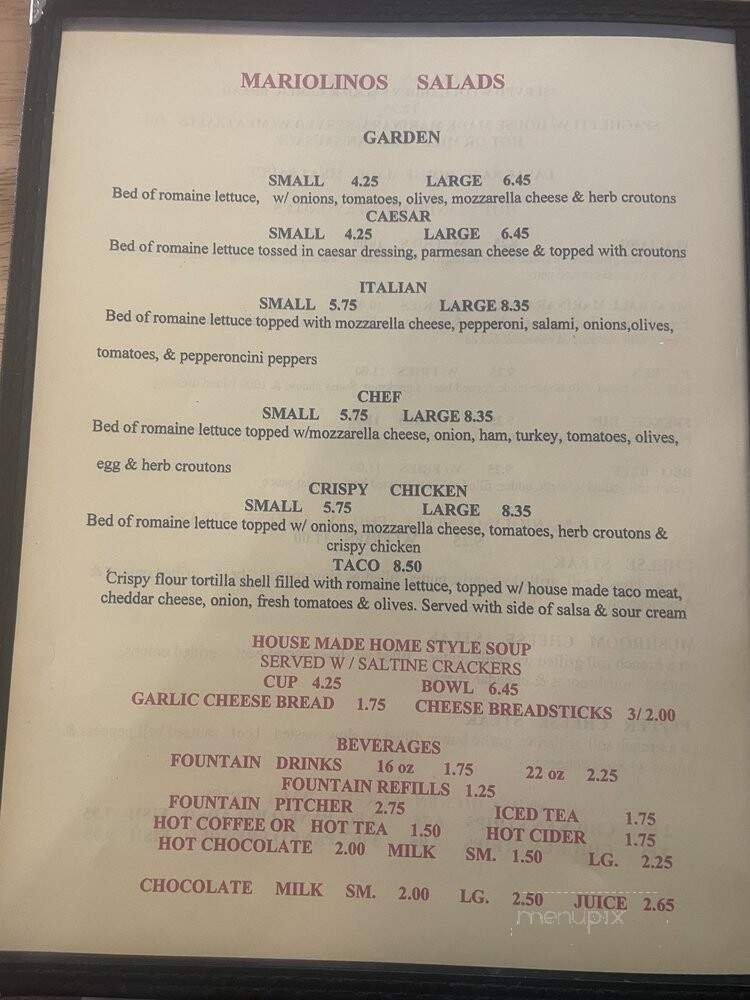 MARIOLINOS SALADS
GARDEN
SMALL 4.25 LARGE 6.45
Bed of romaine lettuce, w/ onions, tomatoes, olives, mozzarella cheese & herb croutons
CAESAR
SMALL 4.25 LARGE 6.45
Bed of romaine lettuce tossed in caesar dressing, parmesan cheese & topped with croutons
ITALIAN
SMALL 5.75 LARGE 8.35
Bed of romaine lettuce topped with mozzarella cheese, pepperoni, salami, onions,olives,
tomatoes, & pepperoncini peppers
CHEF
SMALL 5.75 LARGE 8.35
Bed of romaine lettuce topped w/mozzarella cheese, onion, ham, turkey, tomatoes, olives,
egg & herb croutons
CRISPY CHICKEN
SMALL 5.75 LARGE 8.35
Bed of romaine lettuce topped w/ onions, mozzarella cheese, tomatoes, herb croutons &
crispy chicken
TACO 8.50
Crispy flour tortilla shell filled with romaine lettuce, topped w/ house made taco meat,
cheddar cheese, onion, fresh tomatoes & olives. Served with side of salsa & sour cream
HOUSE MADE HOME STYLE SOUP
SERVED W / SALTINE CRACKERS
CUP 4.25 BOWL 6.45
GARLIC CHEESE BREAD 1.75 CHEESE BREADSTICKS 3/ 2.00
BEVERAGES
FOUNTAIN DRINKS 16 oz 1.75 22 oz 2.25
FOUNTAIN REFILLS 1.25
FOUNTAIN PITCHER 2.75 ICED TEA 1.75
HOT COFFEE OR HOT TEA 1.50 HOT CIDER 1.75
HOT CHOCOLATE 2.00 MILK SM. 1.50 LG. 2.25
CHOCOLATE MILK SM. 2.00 LG. 2.50 JUICE 2.65
menupix